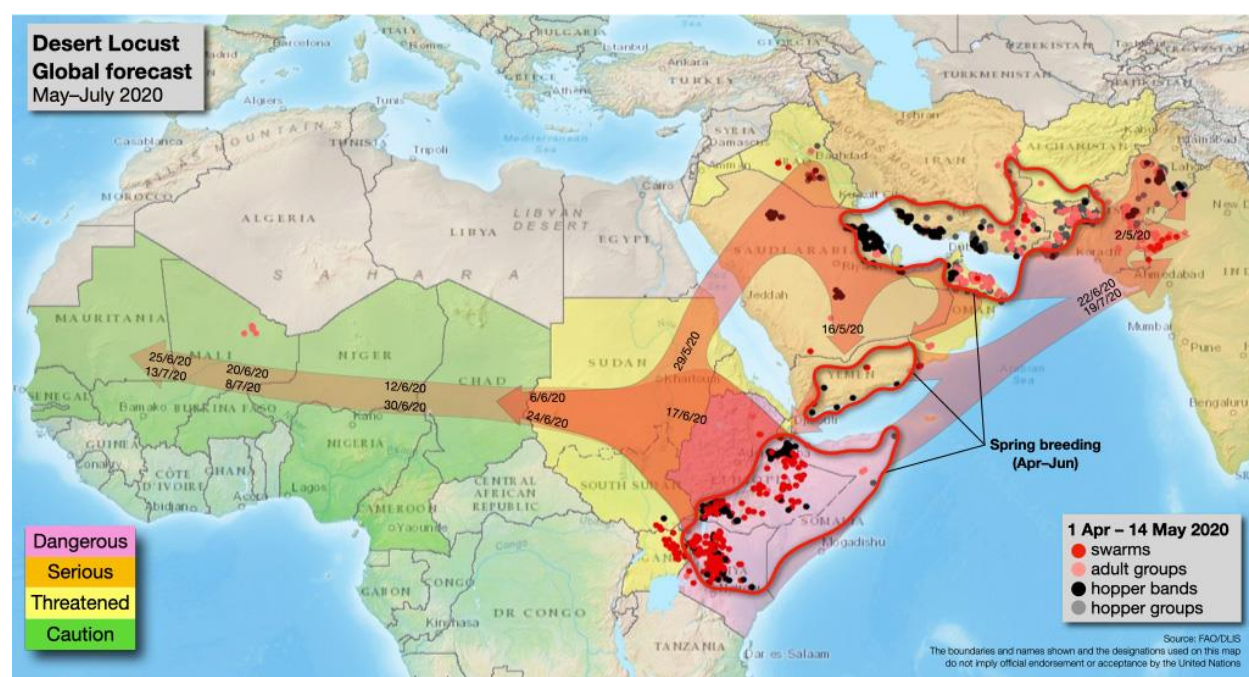 Desert Locust
Global forecast
May–July 2020
ITALY
BULGARIA
GEORGIA
UZBEKISTAN
Barcelona
Rome
Istanbul
Ankara
TURKEY
TURKMENISTAN
GREECE
Athens
Algiers
Tunis
Tehran
Kabul
Casablanca
ATLAS MOUNTAINS
TUNISIA
Tripoli
Mediterranean
Sea
SYRIA
Damascus
Amman
Baghdad
IRAN
AFGHANISTAN
Islamabad
Lahore
MOROCCO
Cairo
ALGERIA
LIBYA
LIBYAN
DESERT
EGYPT
SAHARA
SAUDI ARABIA
2/5/20
Karachi
Ahmedabad
Jeddah
OMAN
22/6/20
19/7/20
Mumbai
Pune
MAURITANIA
MALI
NIGER
CHAD
SUDAN
Khartoum
29/5/20
16/5/20
YEMEN
Arabian
Sea
Bengaluru
25/6/20
13/7/20
20/6/20
8/7/20
12/6/20
30/6/20
6/6/20
24/6/20
17/6/20
SENEGAL
Bamako
BURKINA FASO
Kano
Djibouti
GUINEA
Conakry
CÔTE
D'IVOIRE
GHANA
NIGERIA
Abidjan
Accra
Lagos
CAMEROON
Yaounde
CENTRAL
AFRICAN
REPUBLIC
SOUTH SUDAN
ETHIOPIA
SOMALIA
Mogadishu
Spring breeding
(Apr–Jun)
GABON
CONGO
Congo
DR CONGO
Kinshasa
TANZANIA
Dar es Salaam
Dangerous
Serious
Threatened
Caution
1 Apr – 14 May 2020
swarms
adult groups
hopper bands
hopper groups
Source: FAO/DLIS
The boundaries and names shown and the designations used on this map
do not imply official endorsement or acceptance by the United Nations